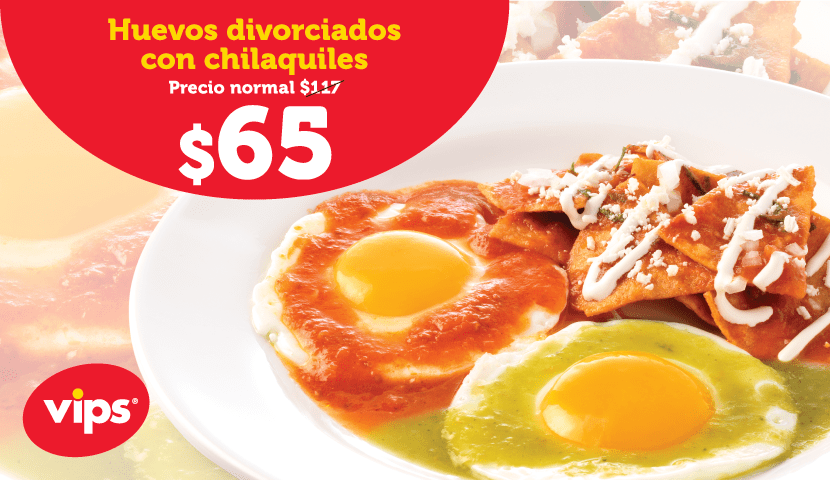 Huevos divorciados
con chilaquiles
Precio normal $117
$65
vips®